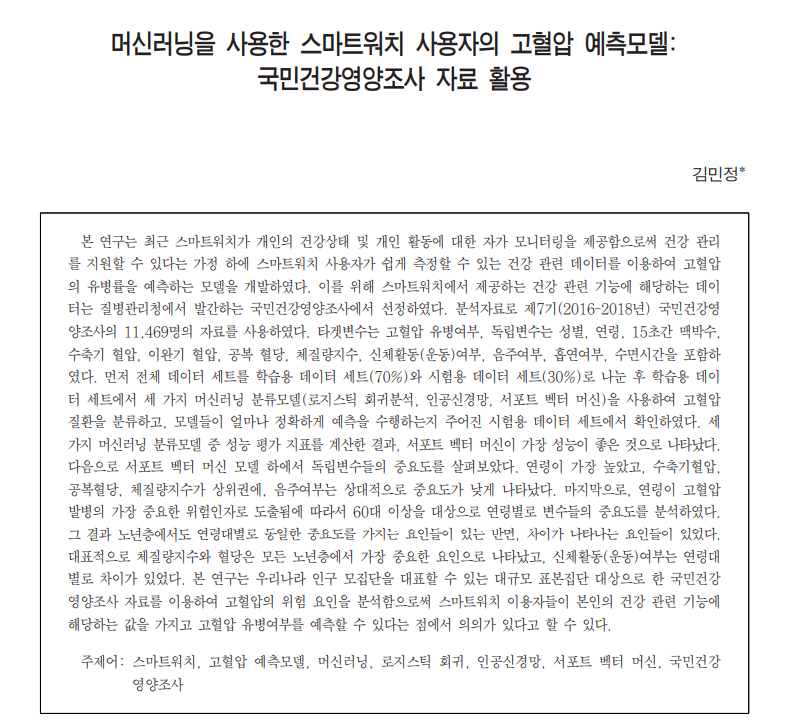 머신러닝을 사용한 스마트워치 사용자의 고혈압 예측모델:
국민건강영양조사 자료 활용
김민정*
본 연구는 최근 스마트워치가 개인의 건강상태 및 개인 활동에 대한 자가 모니터링을 제공함으로써 건강 관리
를 지원할 수 있다는 가정 하에 스마트워치 사용자가 쉽게 측정할 수 있는 건강 관련 데이터를 이용하여 고혈압
의 유병률을 예측하는 모델을 개발하였다. 이를 위해 스마트워치에서 제공하는 건강 관련 기능에 해당하는 데이
터는 질병관리청에서 발간하는 국민건강영양조사에서 선정하였다. 분석자료로 제7기(2016-2018년) 국민건강영
양조사의 11,469명의 자료를 사용하였다. 타겟변수는 고혈압 유병여부, 독립변수는 성별, 연령, 15초간 맥박수,
수축기 혈압, 이완기 혈압, 공복 혈당, 체질량지수, 신체활동(운동)여부, 음주여부, 흡연여부, 수면시간을 포함하
였다. 먼저 전체 데이터 세트를 학습용 데이터 세트(70%)와 시험용 데이터 세트(30%)로 나눈 후 학습용 데이
터 세트에서 세 가지 머신러닝 분류모델(로지스틱 회귀분석, 인공신경망, 서포트 벡터 머신)을 사용하여 고혈압
질환을 분류하고, 모델들이 얼마나 정확하게 예측을 수행하는지 주어진 시험용 데이터 세트에서 확인하였다. 세
가지 머신러닝 분류모델 중 성능 평가 지표를 계산한 결과, 서포트 벡터 머신이 가장 성능이 좋은 것으로 나타났다.
다음으로 서포트 벡터 머신 모델 하에서 독립변수들의 중요도를 살펴보았다. 연령이 가장 높았고, 수축기혈압,
공복혈당, 체질량지수가 상위권에, 음주여부는 상대적으로 중요도가 낮게 나타났다. 마지막으로, 연령이 고혈압
발병의 가장 중요한 위험인자로 도출됨에 따라서 60대 이상을 대상으로 연령별로 변수들의 중요도를 분석하였다.
그 결과 노년층에서도 연령대별로 동일한 중요도를 가지는 요인들이 있는 반면, 차이가 나타나는 요인들이 있었다.
대표적으로 체질량지수와 혈당은 모든 노년층에서 가장 중요한 요인으로 나타났고, 신체활동(운동)여부는 연령대
별로 차이가 있었다. 본 연구는 우리나라 인구 모집단을 대표할 수 있는 대규모 표본집단 대상으로 한 국민건강
영양조사 자료를 이용하여 고혈압의 위험 요인을 분석함으로써 스마트워치 이용자들이 본인의 건강 관련 기능에
해당하는 값을 가지고 고혈압 유병여부를 예측할 수 있다는 점에서 의의가 있다고 할 수 있다.
주제어: 스마트워치, 고혈압 예측모델, 머신러닝, 로지스틱 회귀, 인공신경망, 서포트 벡터 머신, 국민건강
영양조사